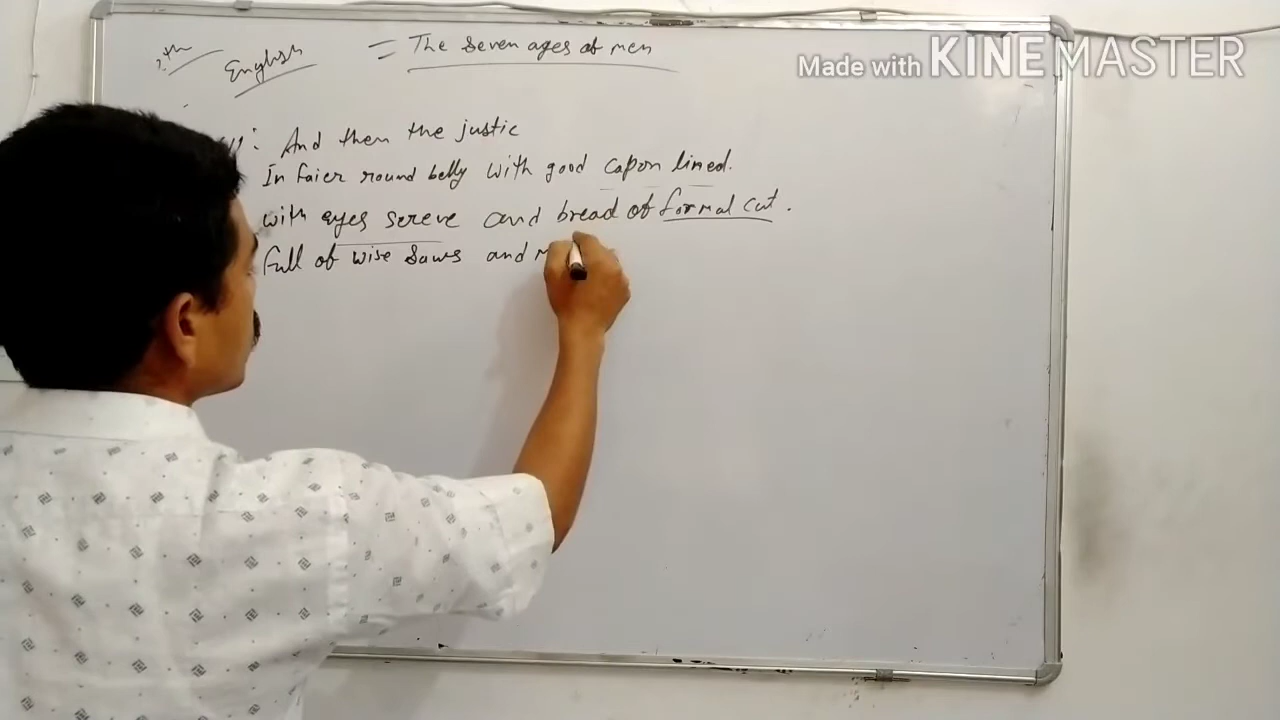 English = The seven ages of men
Made with KINEMASTER
: And then the justic
In faier round belly with good capon lined.
with eyes sereve and bread of formal cut.
full of wise saws and